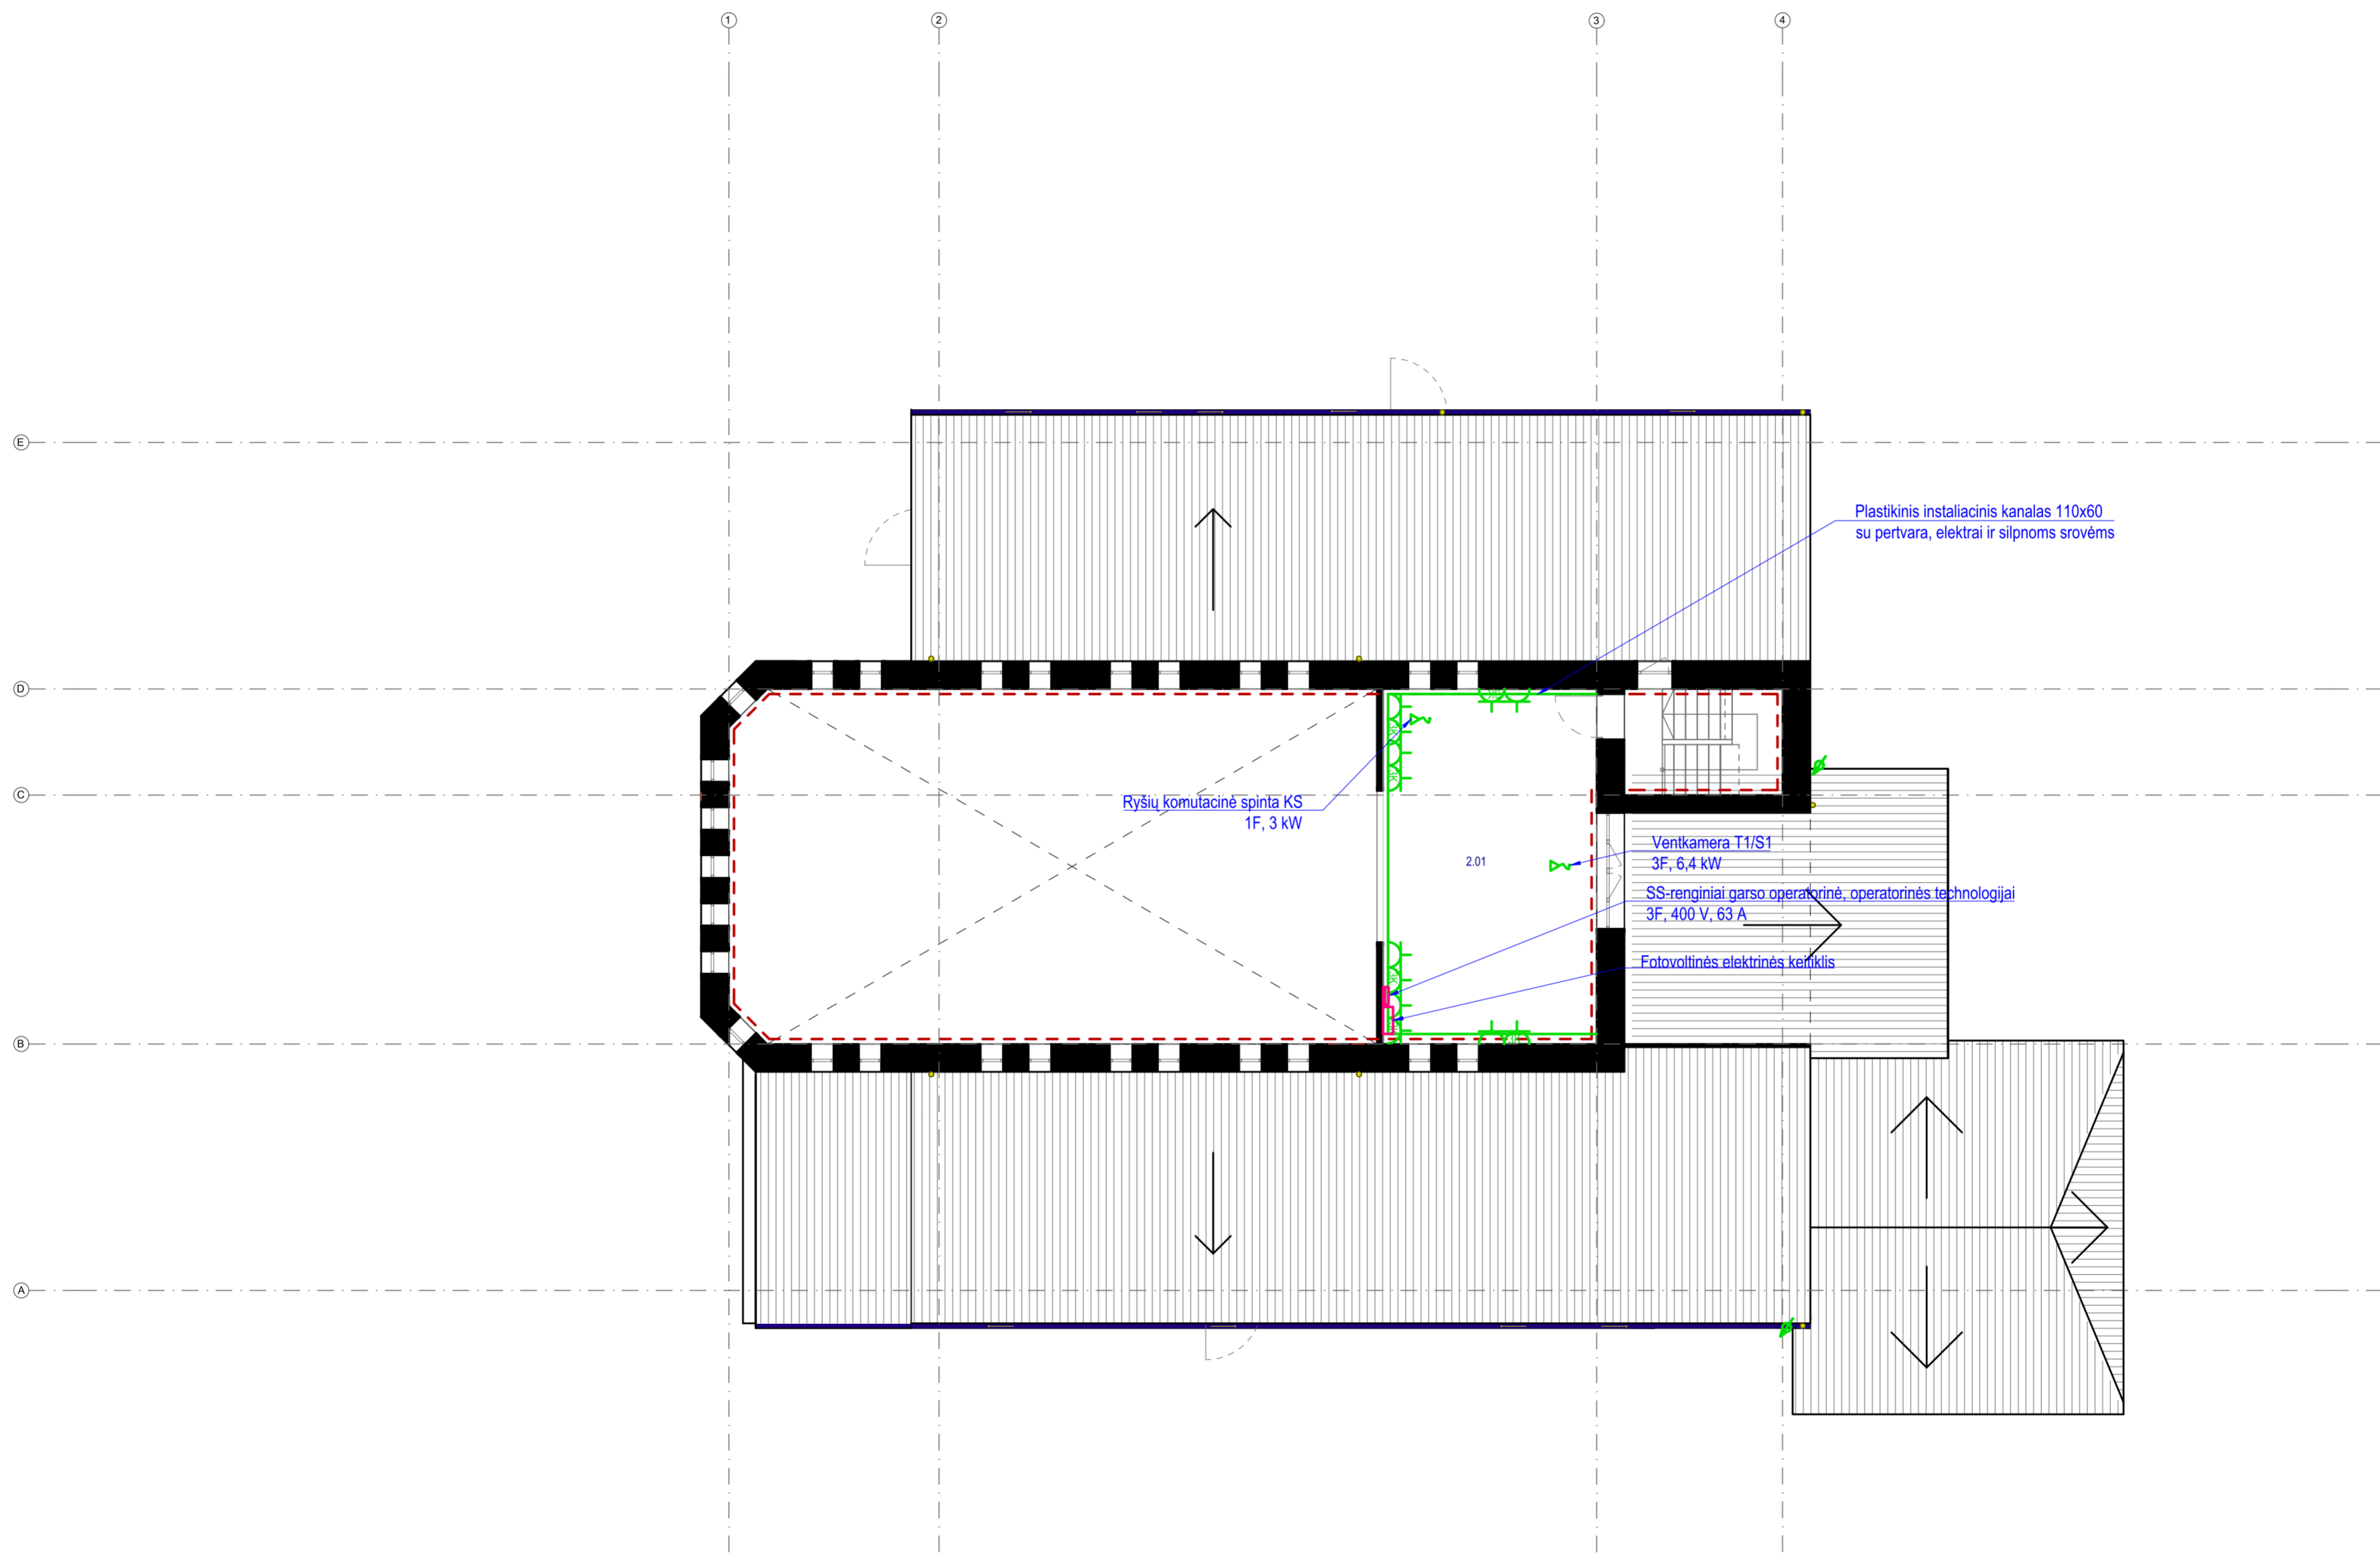 1
2
3
4
E
Plastikinis instaliacinis kanalas 110x60
su pertvara, elektrai ir silpnoms srovėms
D
C
Ryšių komutacinė spinta KS
1F, 3 kW
2.01
Ventkamera T1/S1
3F, 6,4 kW
SS-renginiai garso operatorinė, operatorinės technologijai
3F, 400 V, 63 A
Fotovoltinės elektrinės keitiklis
B
A